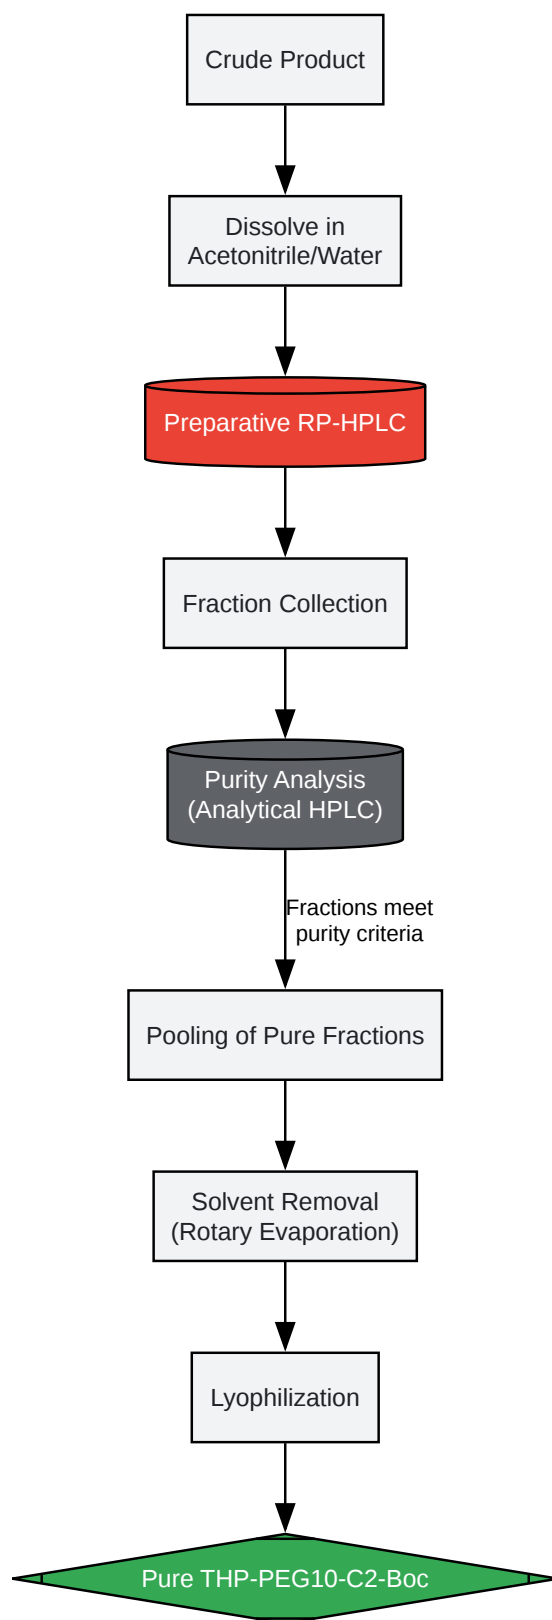 Crude Product
Dissolve in
Acetonitrile/Water
Preparative RP-HPLC
Fraction Collection
Purity Analysis
(Analytical HPLC)
Fractions meet
purity criteria
Pooling of Pure Fractions
Solvent Removal
(Rotary Evaporation)
Lyophilization
Pure THP-PEG10-C2-Boc